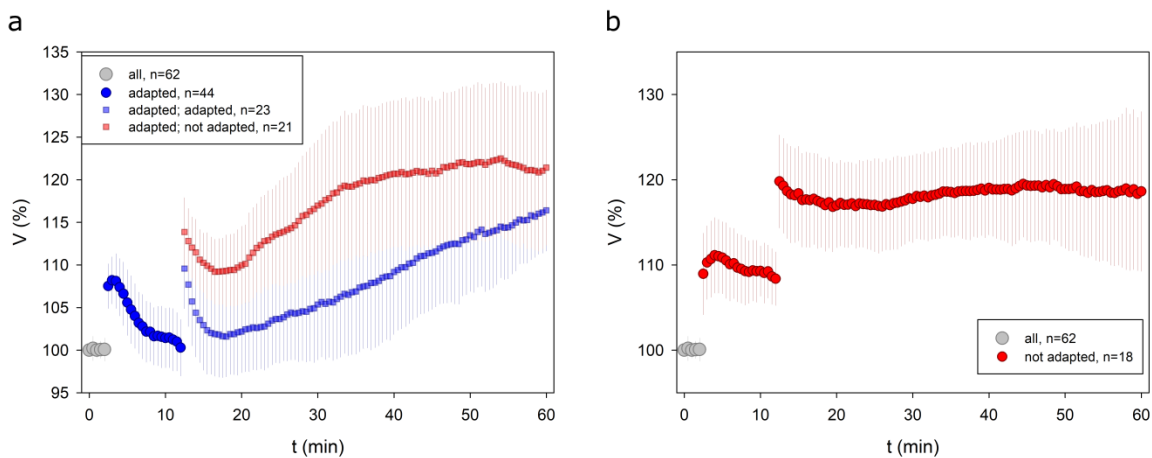 a
135
130
125
120
115
110
105
100
95
V (%)
all, n=62
adapted, n=44
adapted; adapted, n=23
adapted; not adapted, n=21
0 10 20 30 40 50 60
t (min)
b
130
120
110
100
V (%)
all, n=62
not adapted, n=18
0 10 20 30 40 50 60
t (min)